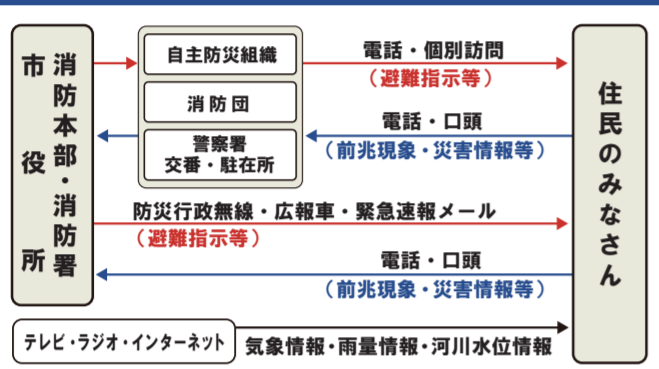 市役所
消防本部・消防署
自主防災組織
消防団
警察署
交番・駐在所
電話・個別訪問
（避難指示等）
電話・口頭
（前兆現象・災害情報等）
防災行政無線・広報車・緊急速報メール
（避難指示等）
電話・口頭
（前兆現象・災害情報等）
住民のみなさん
テレビ・ラジオ・インターネット
気象情報・雨量情報・河川水位情報